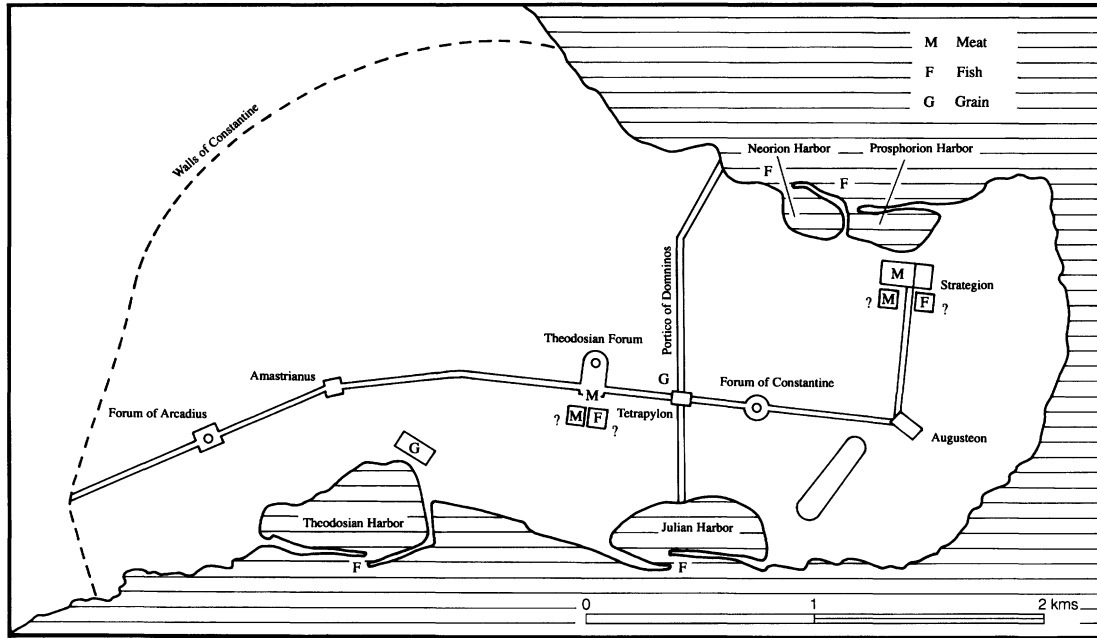 M Meat
F Fish
G Grain
Walls of Constantine
Neorion Harbor
Prosphorion Harbor
F
F
M
Strategion
? M
F ?
Portico of Domninos
Theodosian Forum
G
Amastrianus
M
Forum of Constantine
Forum of Arcadius
? M F ?
Tetrapylon
Augusteon
G
Theodosian Harbor
Julian Harbor
F
F
0 1 2 kms